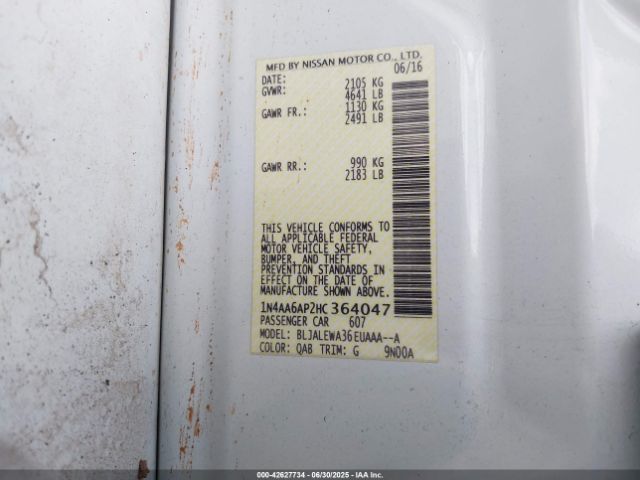 MFD BY NISSAN MOTOR CO., LTD.
DATE: 06/16
GVWR: 2105 KG
4641 LB
GAWR FR.: 1130 KG
2491 LB
GAWR RR.: 990 KG
2183 LB
THIS VEHICLE CONFORMS TO
ALL APPLICABLE FEDERAL
MOTOR VEHICLE SAFETY,
BUMPER, AND THEFT
PREVENTION STANDARDS IN
EFFECT ON THE DATE OF
MANUFACTURE SHOWN ABOVE.
1N4AA6AP2HC364047
PASSENGER CAR 607
MODEL: BLJALEWA36EUAAA--A
COLOR: QAB TRIM: G 9N00A
000-42627734 - 06/30/2025 - IAA Inc.